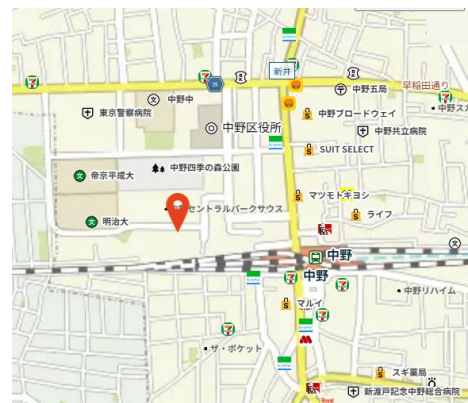 新井
早稲田通り
中野五局
中野中
東京警察病院
中野ブロードウェイ
中野区役所
中野共立病院
SUIT SELECT
中野四季の森公園
帝京平成大
マツモトキヨシ
セントラルパークサウス
ライフ
明治大
中野
中野
中野リハイム
マルイ
ザ・ポケット
スギ薬局
新渡戸記念中野総合病院